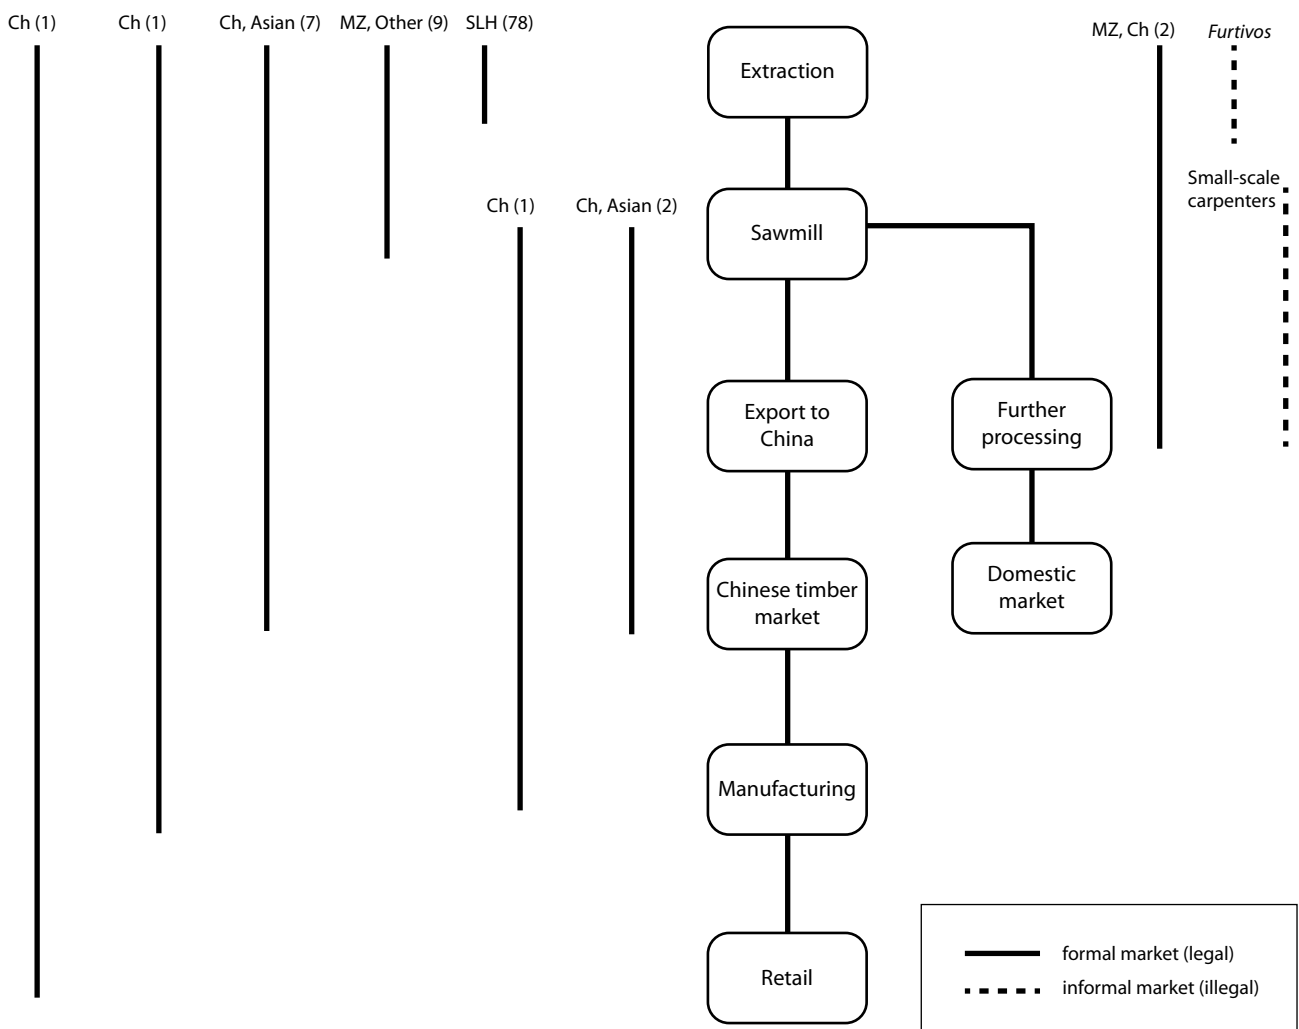 Ch (1)
Ch (1)
Ch, Asian (7)
MZ, Other (9)
SLH (78)
MZ, Ch (2)
Furtivos
Extraction
Small-scale
carpenters
Ch (1)
Ch, Asian (2)
Sawmill
Export to
China
Further
processing
Chinese timber
market
Domestic
market
Manufacturing
Retail
formal market (legal)
informal market (illegal)